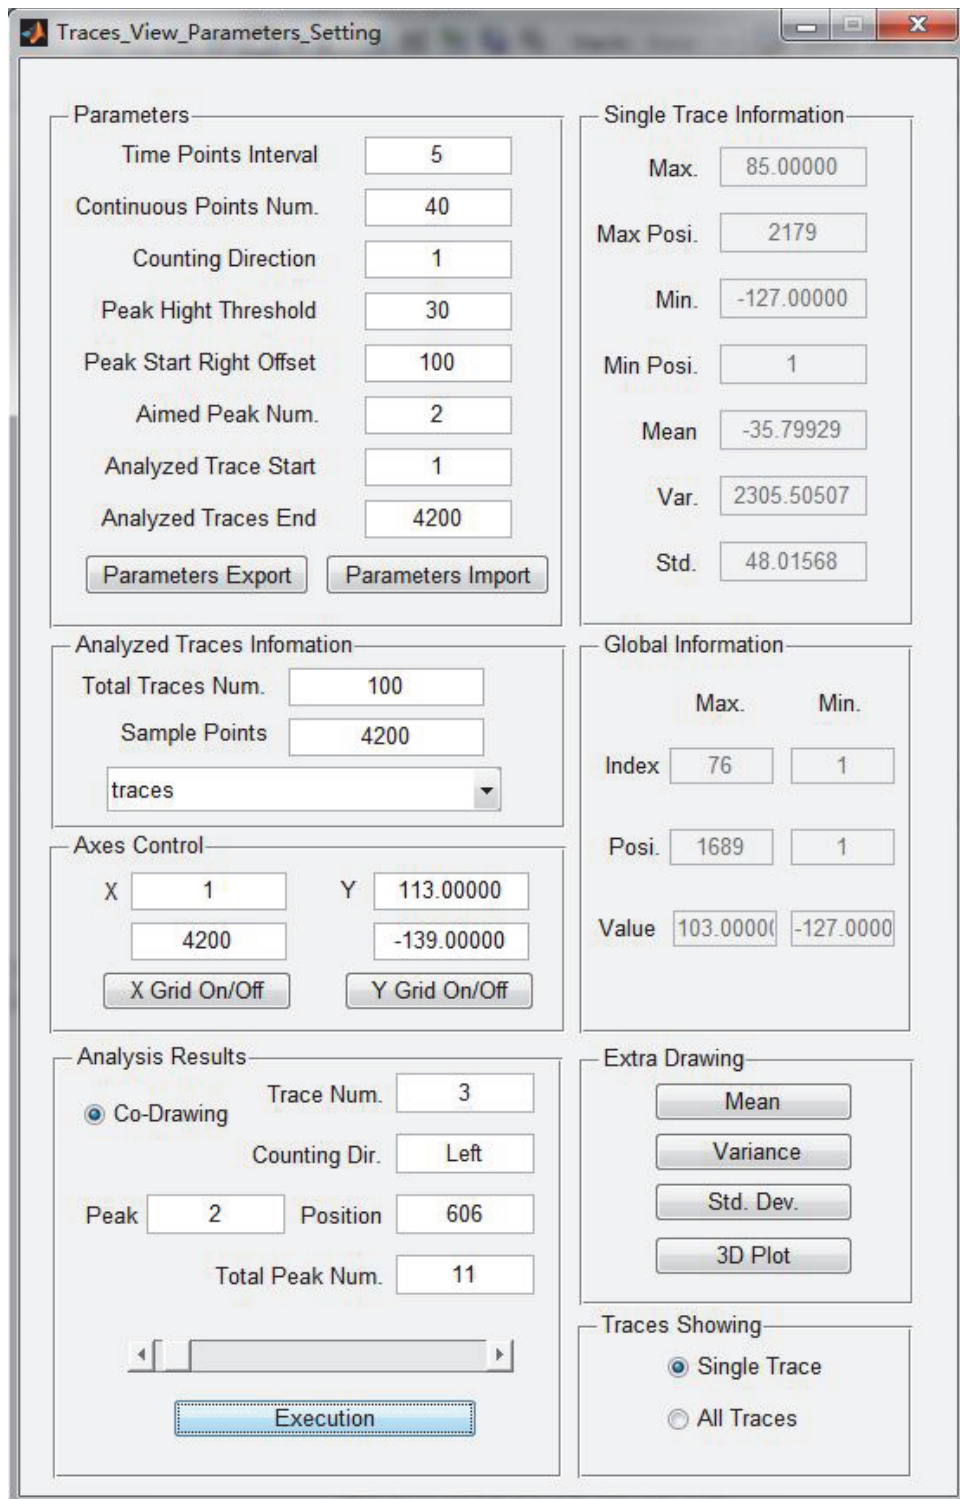 Traces_View_Parameters_Setting
Parameters
Time Points Interval 5
Continuous Points Num. 40
Counting Direction 1
Peak Hight Threshold 30
Peak Start Right Offset 100
Aimed Peak Num. 2
Analyzed Trace Start 1
Analyzed Traces End 4200
Parameters Export Parameters Import
Single Trace Information
Max. 85.00000
Max Posi. 2179
Min. -127.00000
Min Posi. 1
Mean -35.79929
Var. 2305.50507
Std. 48.01568
Analyzed Traces Infomation
Total Traces Num. 100
Sample Points 4200
traces
Global Information
Max. Min.
Index 76 1
Posi. 1689 1
Value 103.0000( -127.0000
Axes Control
X 1 Y 113.00000
4200 -139.00000
X Grid On/Off Y Grid On/Off
Analysis Results
Co-Drawing Trace Num. 3
Counting Dir. Left
Peak 2 Position 606
Total Peak Num. 11
Execution
Extra Drawing
Mean
Variance
Std. Dev.
3D Plot
Traces Showing
Single Trace
All Traces